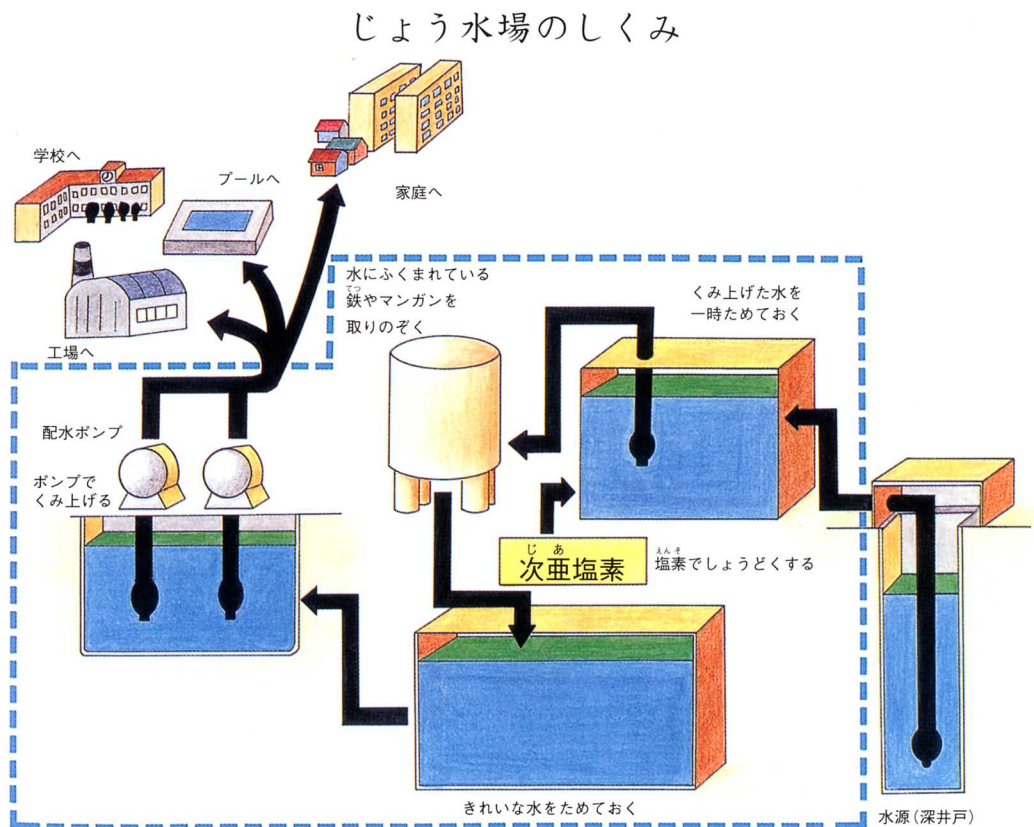 じょう水場のしくみ
学校へ
プールへ
家庭へ
工場へ
水にふくまれている
てつ
鉄やマンガンを
取りのぞく
くみ上げた水を
一時ためておく
配水ポンプ
ポンプで
くみ上げる
じあ
次亜塩素
えんそ
塩素でしょうどくする
きれいな水をためておく
水源(深井戸)